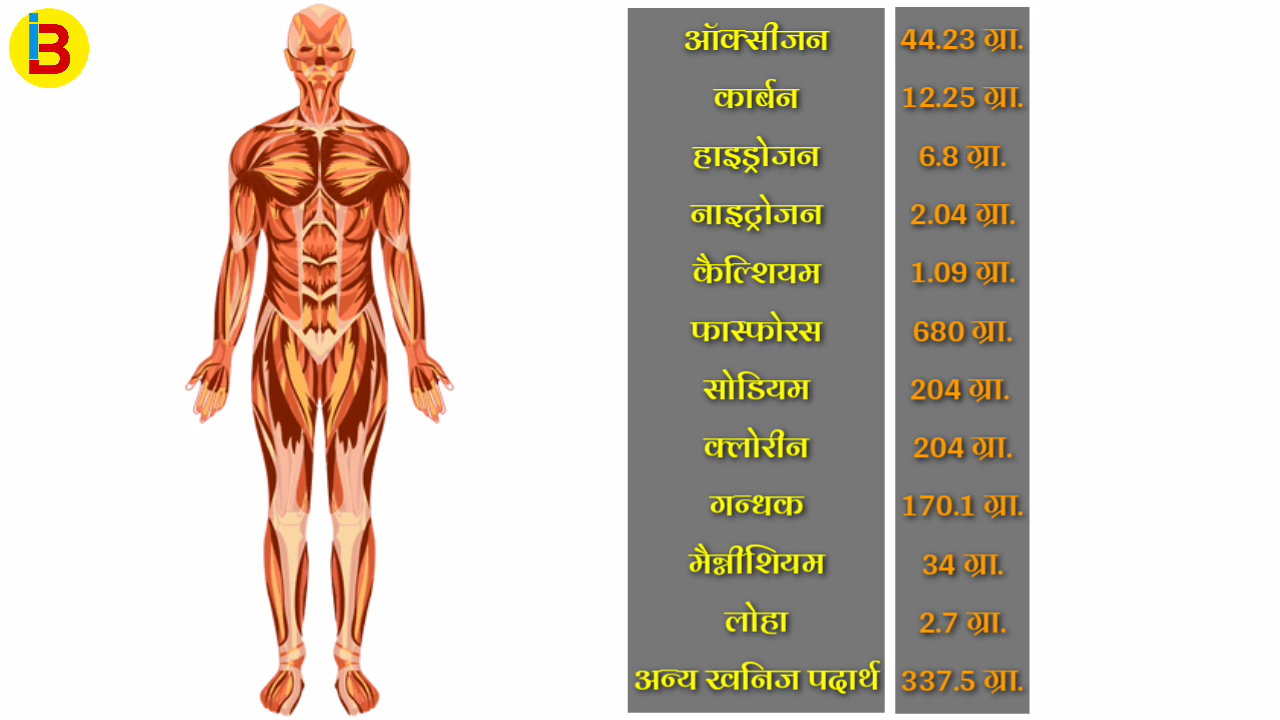 iB
ऑक्सीजन 44.23 ग्रा.
कार्बन 12.25 ग्रा.
हाइड्रोजन 6.8 ग्रा.
नाइट्रोजन 2.04 ग्रा.
कैल्शियम 1.09 ग्रा.
फास्फोरस 680 ग्रा.
सोडियम 204 ग्रा.
क्लोरीन 204 ग्रा.
गन्धक 170.1 ग्रा.
मैग्नीशियम 34 ग्रा.
लोहा 2.7 ग्रा.
अन्य खनिज पदार्थ 337.5 ग्रा.